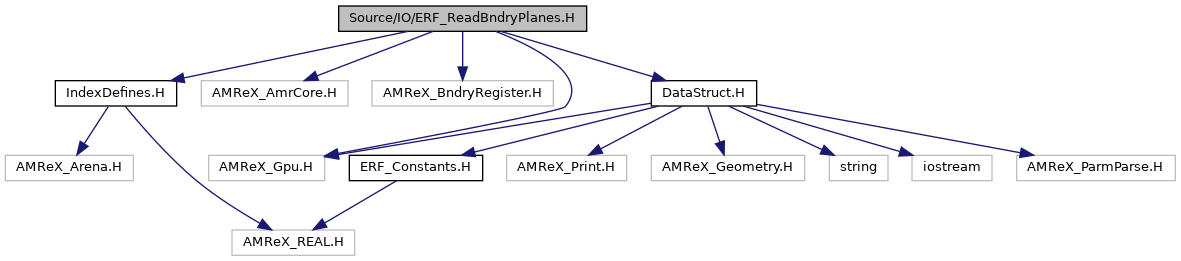 Source/IO/ERF_ReadBndryPlanes.H
IndexDefines.H
AMReX_AmrCore.H
AMReX_BndryRegister.H
DataStruct.H
AMReX_Arena.H
AMReX_Gpu.H
ERF_Constants.H
AMReX_Print.H
AMReX_Geometry.H
string
iostream
AMReX_ParmParse.H
AMReX_REAL.H